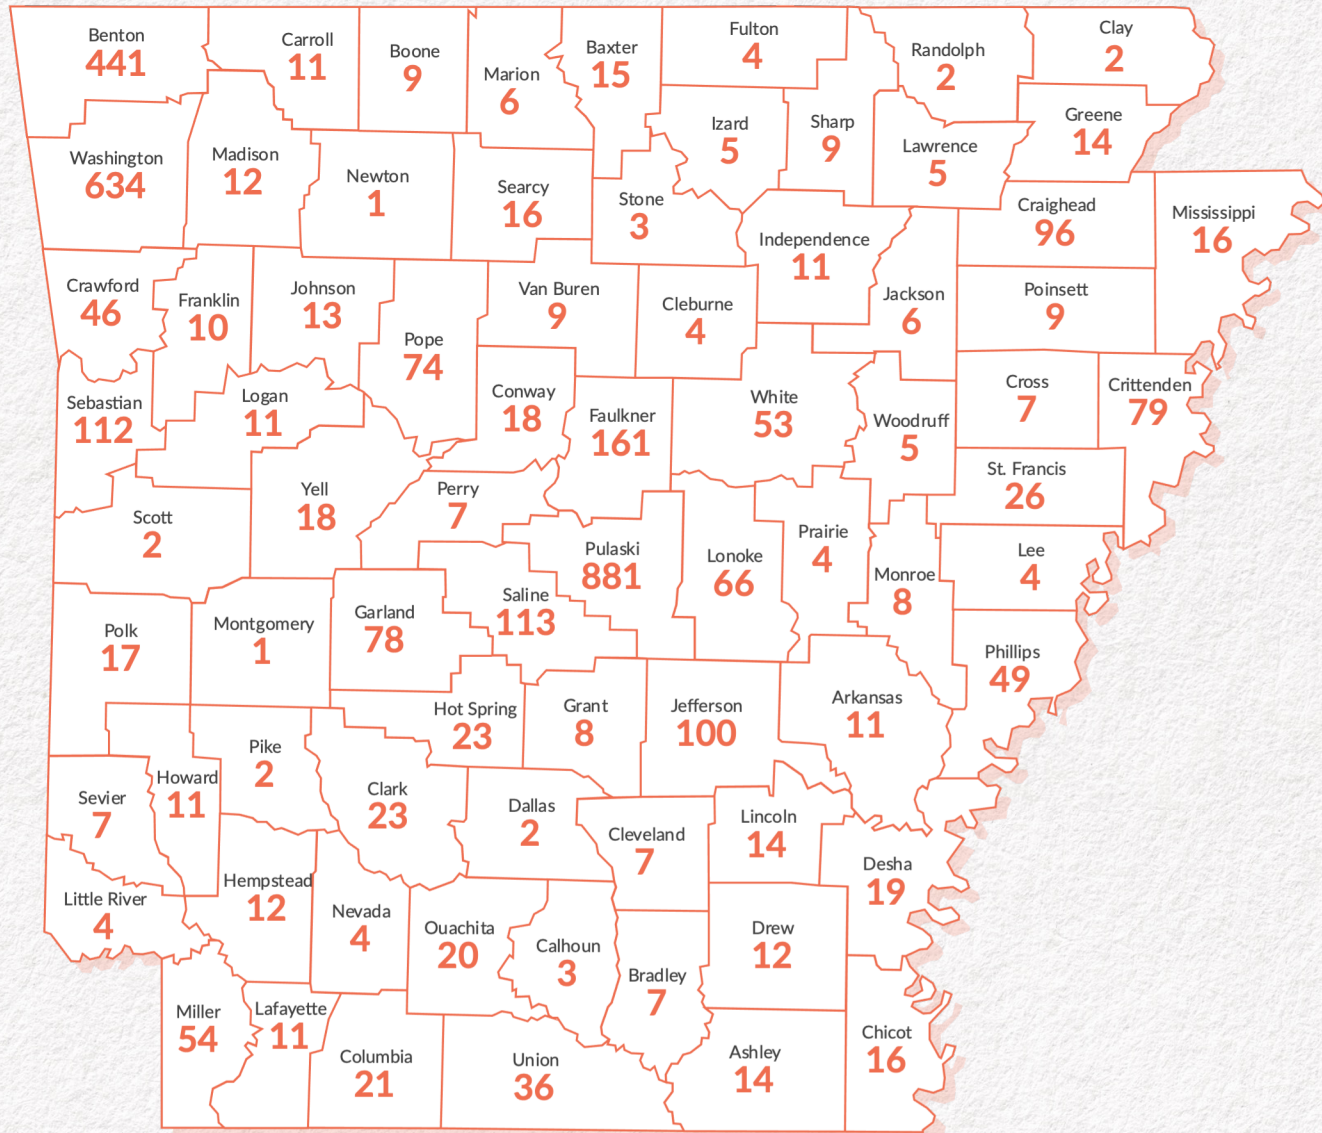 Benton
441
Carroll
11
Boone
9
Marion
6
Baxter
15
Fulton
4
Randolph
2
Clay
2
Washington
634
Madison
12
Newton
1
Searcy
16
Stone
3
Izard
5
Sharp
9
Lawrence
5
Greene
14
Independence
11
Craighead
96
Mississippi
16
Crawford
46
Franklin
10
Johnson
13
Pope
74
Van Buren
9
Cleburne
4
Jackson
6
Poinsett
9
Sebastian
112
Logan
11
Conway
18
Faulkner
161
White
53
Woodruff
5
Cross
7
Crittenden
79
Scott
2
Yell
18
Perry
7
Pulaski
881
Lonoke
66
Prairie
4
Monroe
8
St. Francis
26
Lee
4
Polk
17
Montgomery
1
Garland
78
Saline
113
Hot Spring
23
Grant
8
Jefferson
100
Arkansas
11
Phillips
49
Sevier
7
Howard
11
Pike
2
Clark
23
Dallas
2
Cleveland
7
Lincoln
14
Desha
19
Little River
4
Hempstead
12
Nevada
4
Ouachita
20
Calhoun
3
Bradley
7
Drew
12
Miller
54
Lafayette
11
Columbia
21
Union
36
Ashley
14
Chicot
16